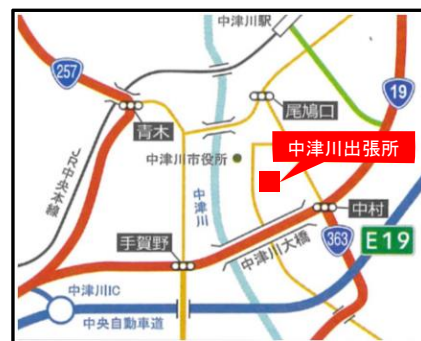 中津川駅
257
19
尾鳩口
青木
中津川出張所
中津川市役所
JR中央本線
中津川
中村
手賀野
中津川大橋
363
E19
中津川IC
中央自動車道